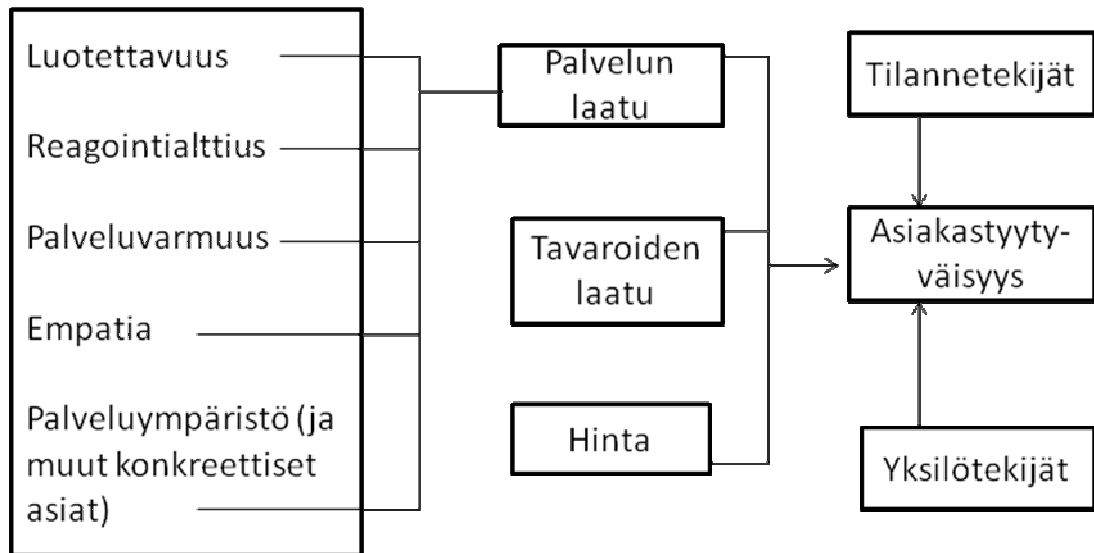 Luotettavuus
Reagointialttius
Palveluvarmuus
Empatia
Palveluympäristö (ja
muut konkreettiset
asiat)
Palvelun
laatu
Tavaroiden
laatu
Hinta
Tilannetekijät
Asiakastyyty-
väisyys
Yksilötekijät